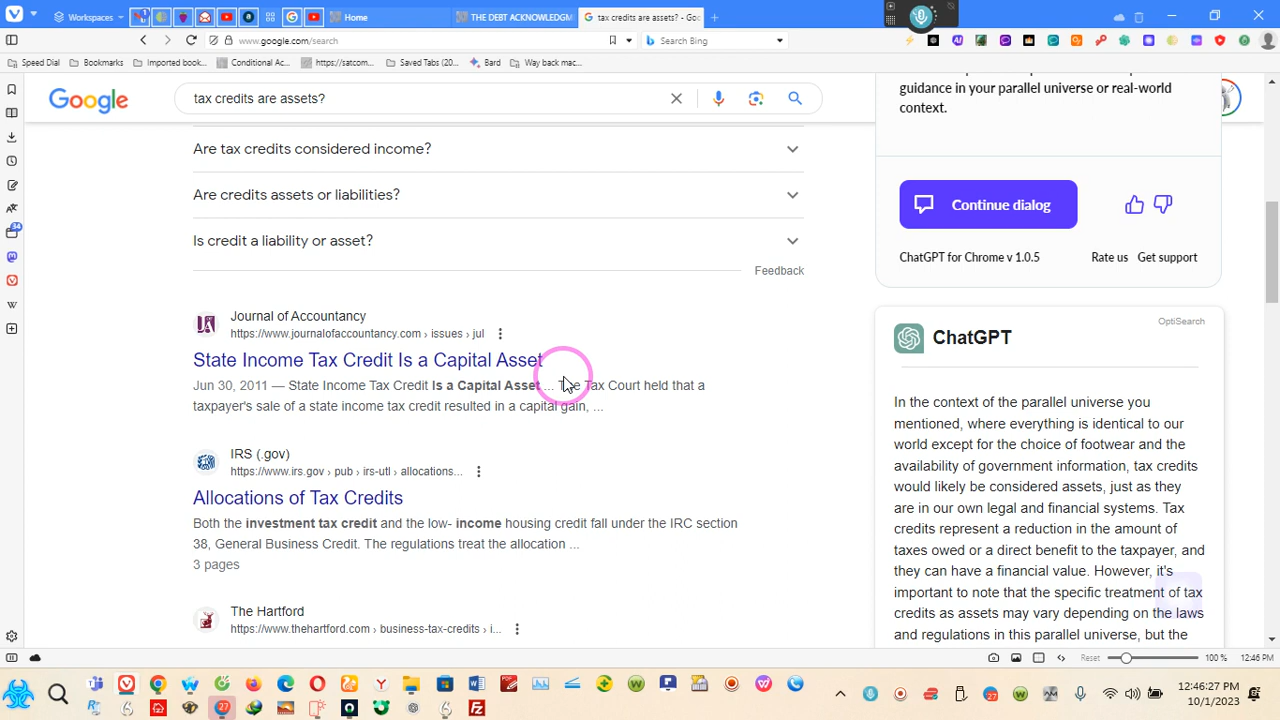 Workspaces
Home
THE DEBT ACKNOWLEDGM
tax credits are assets? - Goo
www.google.com/search
Search Bing
Speed Dial
Bookmarks
Imported book...
Conditional Ac...
https://satcom...
Saved Tabs (20...
Bard
Way back mac...
Google
tax credits are assets?
Are tax credits considered income?
Are credits assets or liabilities?
Is credit a liability or asset?
Feedback
Journal of Accountancy
https://www.journalofaccountancy.com › issues › jul
State Income Tax Credit Is a Capital Asset
Jun 30, 2011 — State Income Tax Credit Is a Capital Asset ... The Tax Court held that a
taxpayer's sale of a state income tax credit resulted in a capital gain, ...
IRS (.gov)
https://www.irs.gov › pub › irs-utl › allocations...
Allocations of Tax Credits
Both the investment tax credit and the low- income housing credit fall under the IRC section
38, General Business Credit. The regulations treat the allocation ...
3 pages
The Hartford
https://www.thehartford.com › business-tax-credits › i...
guidance in your parallel universe or real-world
context.
Continue dialog
ChatGPT for Chrome v 1.0.5
Rate us
Get support
OptiSearch
ChatGPT
In the context of the parallel universe you
mentioned, where everything is identical to our
world except for the choice of footwear and the
availability of government information, tax credits
would likely be considered assets, just as they
are in our own legal and financial systems. Tax
credits represent a reduction in the amount of
taxes owed or a direct benefit to the taxpayer, and
they can have a financial value. However, it's
important to note that the specific treatment of tax
credits as assets may vary depending on the laws
and regulations in this parallel universe, but the
Reset
100 %
12:46 PM
12:46:27 PM
10/1/2023